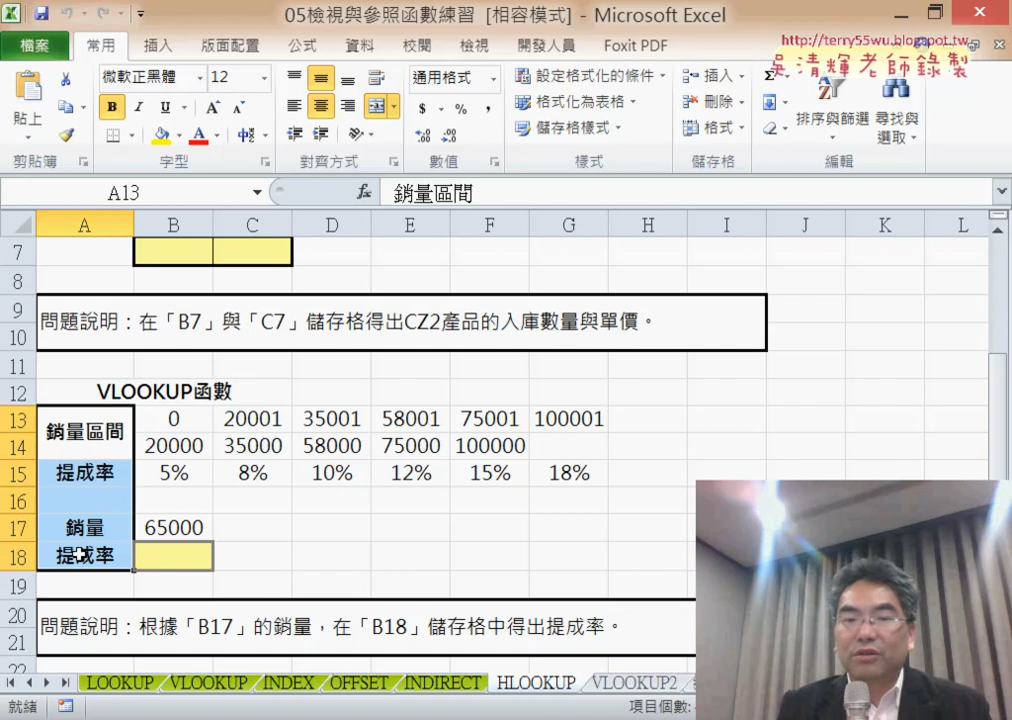 05檢視與參照函數練習 [相容模式] - Microsoft Excel
http://terry55wu.blogspot.tw
吳清輝老師錄製
檔案 常用 插入 版面配置 公式 資料 校閱 檢視 開發人員 Foxit PDF
貼上
微軟正黑體 12
B I U A A
中
通用格式
$ % ,
設定格式化的條件
格式化為表格
儲存格樣式
插入
刪除
格式
Σ
排序與篩選
尋找與選取
剪貼簿 字型 對齊方式 數值 樣式 儲存格 編輯
A13 fx 銷量區間
A B C D E F G H I J K L
7
8
9
問題說明：在「B7」與「C7」儲存格得出CZ2產品的入庫數量與單價。
10
11
12 VLOOKUP函數
13 銷量區間 0 20001 35001 58001 75001 100001
14 20000 35000 58000 75000 100000
15 提成率 5% 8% 10% 12% 15% 18%
16
17 銷量 65000
18 提成率
19
20
問題說明：根據「B17」的銷量，在「B18」儲存格中得出提成率。
21
22
LOOKUP VLOOKUP INDEX OFFSET INDIRECT HLOOKUP VLOOKUP2
就緒 項目個數: